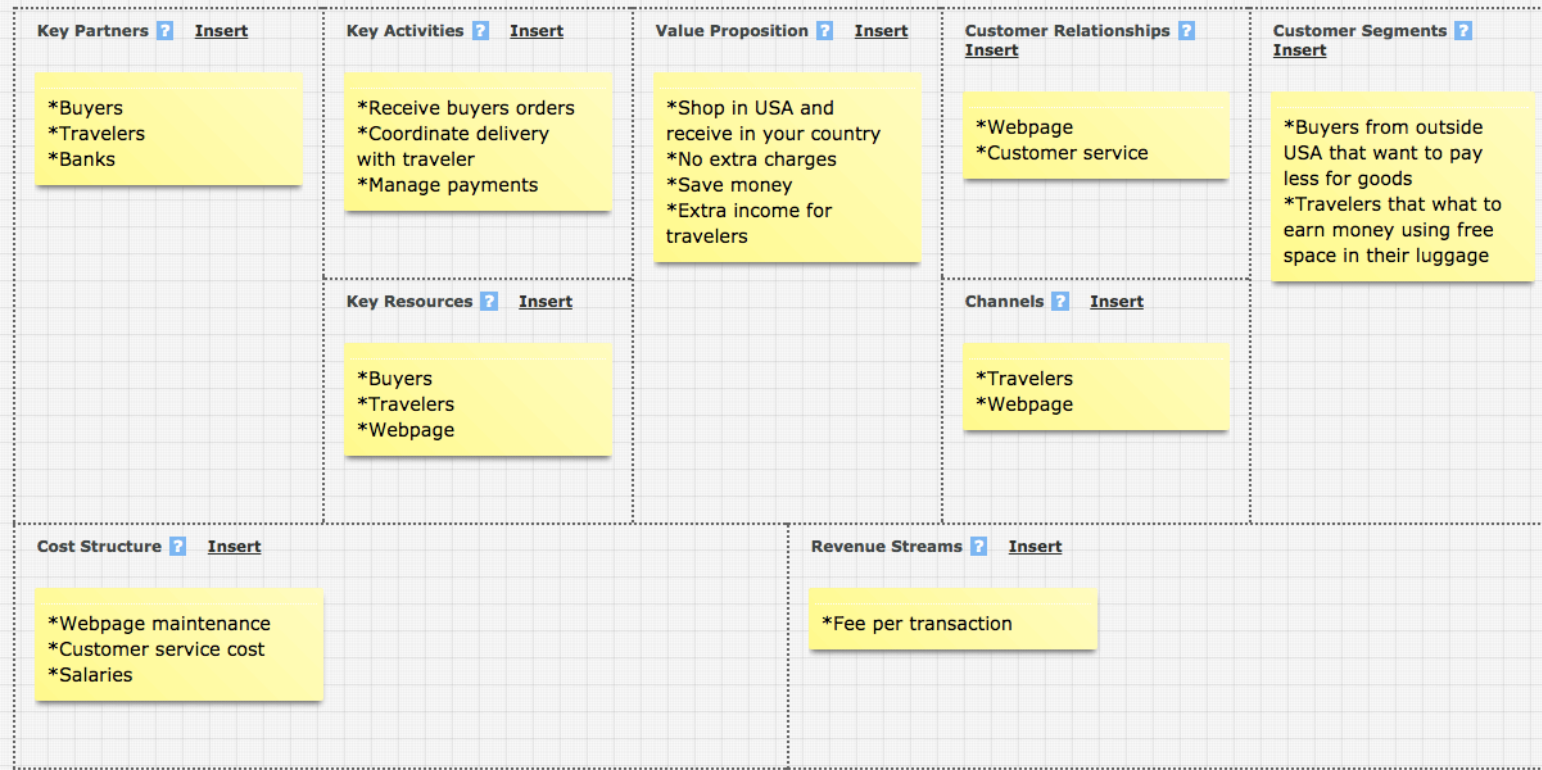 Key Partners ? Insert
*Buyers
*Travelers
*Banks
Key Activities ? Insert
*Receive buyers orders
*Coordinate delivery
with traveler
*Manage payments
Key Resources ? Insert
*Buyers
*Travelers
*Webpage
Value Proposition ? Insert
*Shop in USA and
receive in your country
*No extra charges
*Save money
*Extra income for
travelers
Customer Relationships ?
Insert
*Webpage
*Customer service
Channels ? Insert
*Travelers
*Webpage
Customer Segments ?
Insert
*Buyers from outside
USA that want to pay
less for goods
*Travelers that what to
earn money using free
space in their luggage
Cost Structure ? Insert
*Webpage maintenance
*Customer service cost
*Salaries
Revenue Streams ? Insert
*Fee per transaction